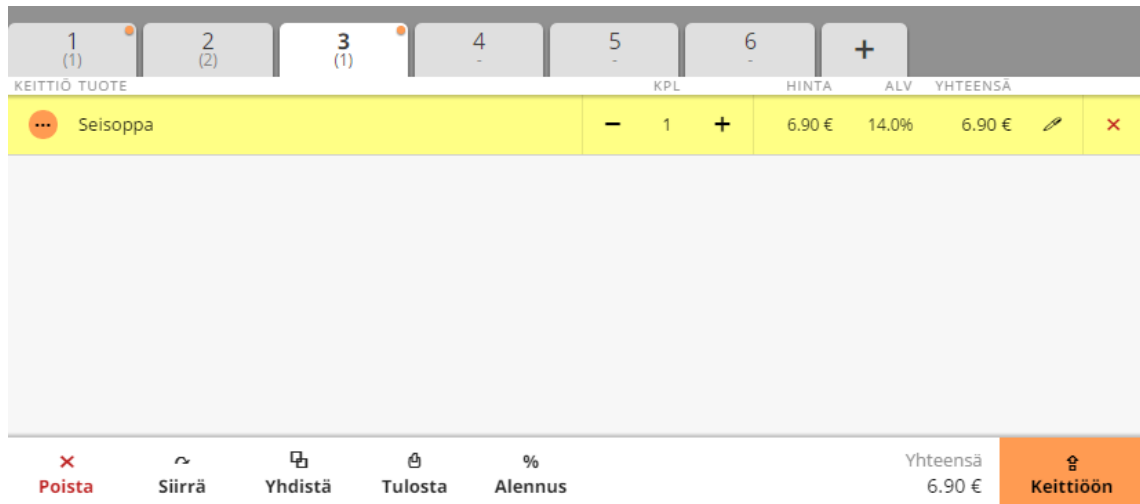 1 2 3 4 5 6 +
(1) (2) (1) - - -
KEITTIÖ TUOTE KPL HINTA ALV YHTEENSÄ
Seisoppa − 1 + 6.90 € 14.0% 6.90 €
% Yhteensä
Poista Siirrä Yhdistä Tulosta Alennus 6.90 € Keittiöön